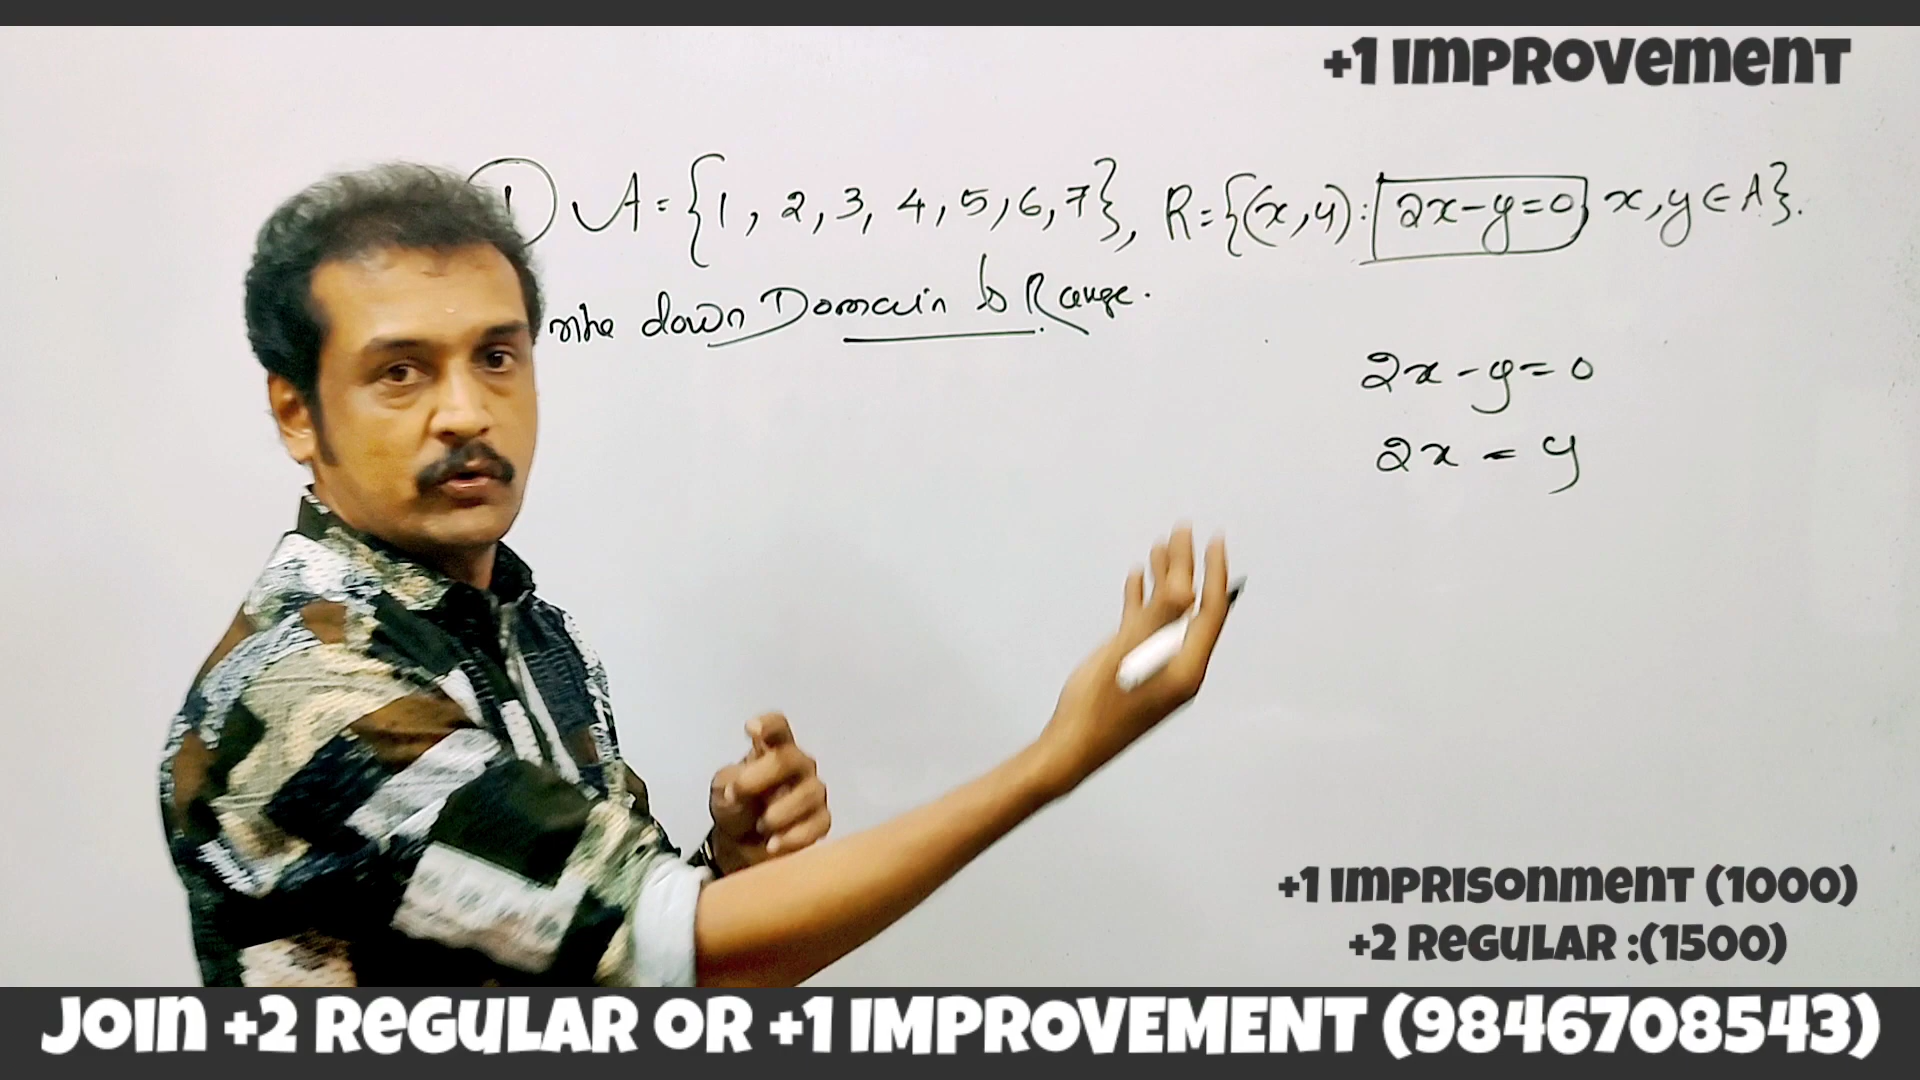 +1 IMPROVEMENT
1) A = {1, 2, 3, 4, 5, 6, 7}, R = {(x, y) : 2x - y = 0, x, y ∈ A}.
down Domain & Range.
2x - y = 0
2x = y
+1 IMPRISONMENT (1000)
+2 REGULAR :(1500)
JOIN +2 REGULAR OR +1 IMPROVEMENT (9846708543)